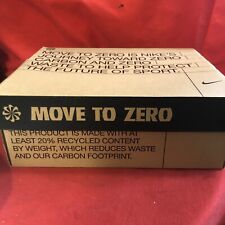 MOVE TO ZERO IS NIKE'S
JOURNEY TOWARD ZERO
CARBON AND ZERO
WASTE TO HELP PROTECT
THE FUTURE OF SPORT.
MOVE TO ZERO
THIS PRODUCT IS MADE WITH AT
LEAST 20% RECYCLED CONTENT
BY WEIGHT, WHICH REDUCES WASTE
AND OUR CARBON FOOTPRINT.